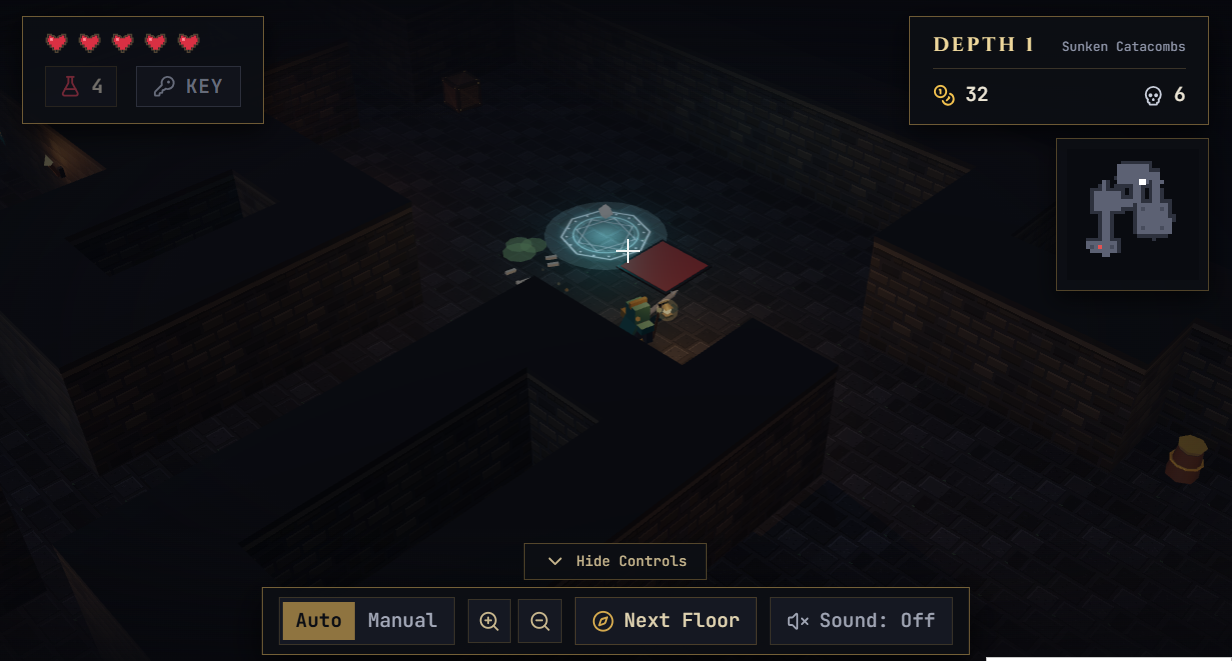 4
KEY
DEPTH 1
Sunken Catacombs
32
6
Hide Controls
Auto
Manual
Next Floor
Sound: Off